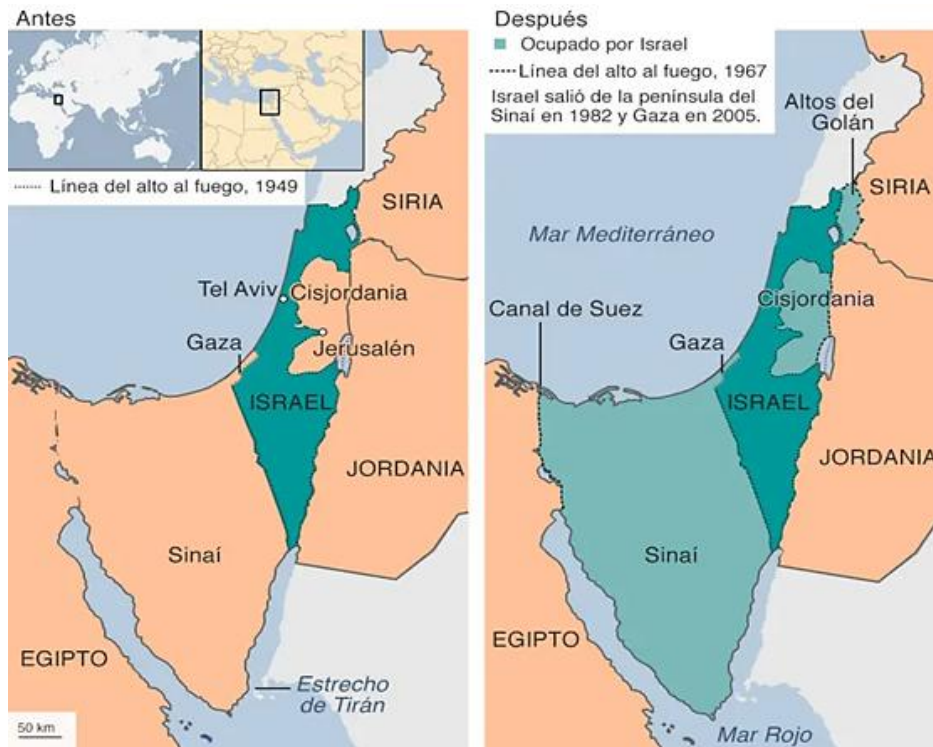 Antes
Línea del alto al fuego, 1949
SIRIA
Tel Aviv
Cisjordania
Gaza
Jerusalén
ISRAEL
JORDANIA
Sinaí
EGIPTO
Estrecho
de Tirán
50 km
Después
Ocupado por Israel
Línea del alto al fuego, 1967
Israel salió de la península del
Sinaí en 1982 y Gaza en 2005.
Altos del
Golán
SIRIA
Mar Mediterráneo
Cisjordania
Canal de Suez
Gaza
ISRAEL
JORDANIA
Sinaí
EGIPTO
Mar Rojo